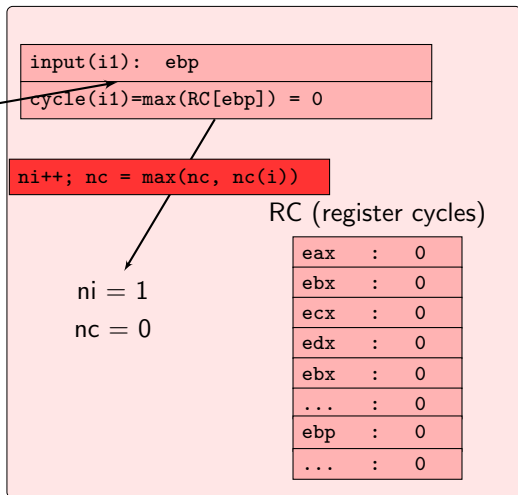 input(i1): ebp
cycle(i1)=max(RC[ebp]) = 0
ni++; nc = max(nc, nc(i))
RC (register cycles)
eax : 0
ebx : 0
ecx : 0
edx : 0
ebx : 0
... : 0
ebp : 0
... : 0
ni = 1
nc = 0